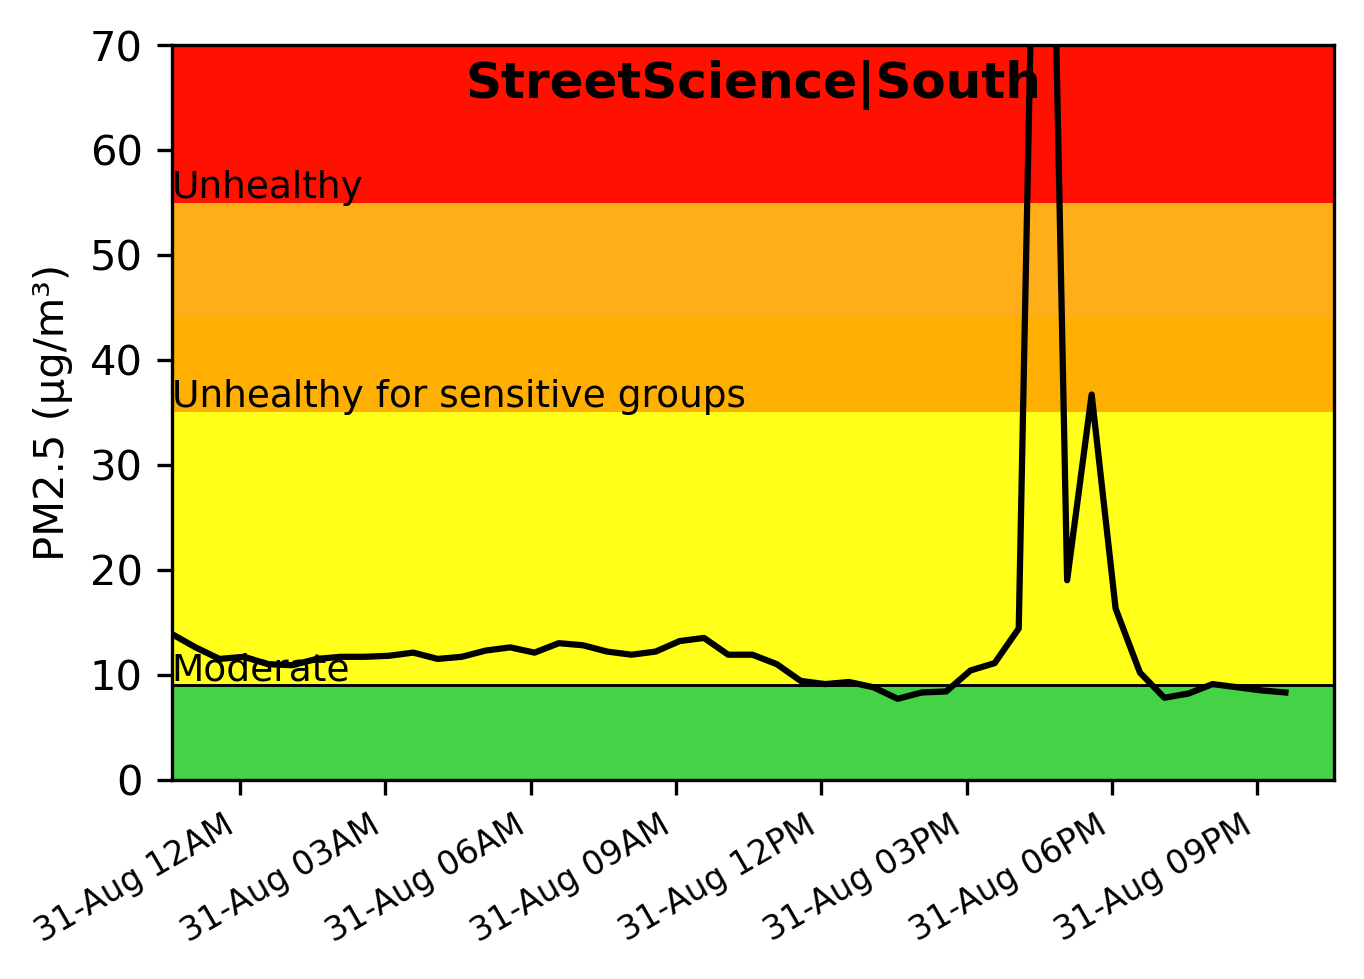 StreetScience|South
PM2.5 (µg/m³)
70
60
50
40
30
20
10
0
Unhealthy
Unhealthy for sensitive groups
Moderate
31-Aug 12AM
31-Aug 03AM
31-Aug 06AM
31-Aug 09AM
31-Aug 12PM
31-Aug 03PM
31-Aug 06PM
31-Aug 09PM